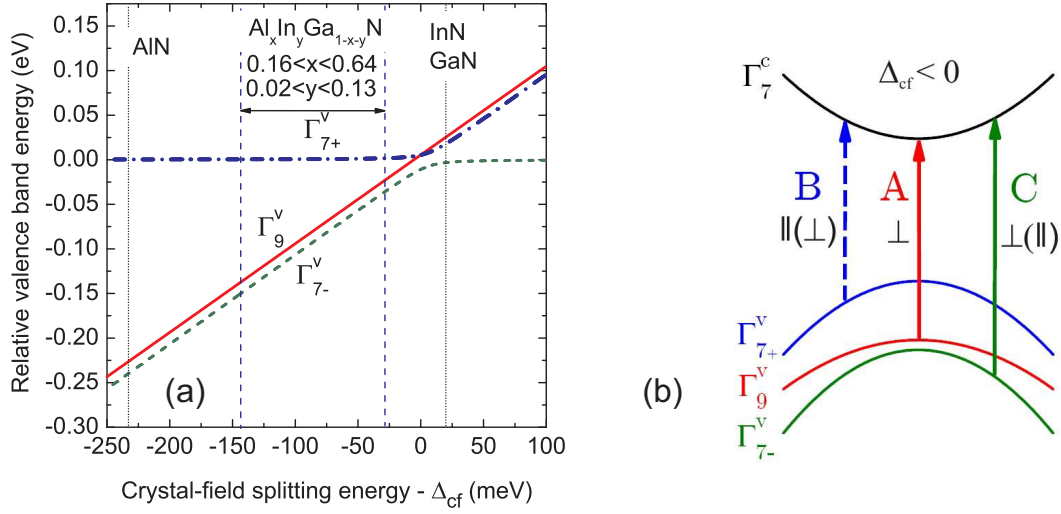 Relative valence band energy (eV)
0.15
0.10
0.05
0.00
-0.05
-0.10
-0.15
-0.20
-0.25
-0.30
AlN
AlₓInᵧGa₁₋ₓ₋ᵧN
0.16<x<0.64
0.02<y<0.13
InN
GaN
Γ₇₊ᵛ
Γ₉ᵛ
Γ₇₋ᵛ
(a)
-250 -200 -150 -100 -50 0 50 100
Crystal-field splitting energy - Δcf (meV)
Γ₇ᶜ
Δcf < 0
B A C
∥(⊥) ⊥ ⊥(∥)
Γ₇₊ᵛ
Γ₉ᵛ
Γ₇₋ᵛ
(b)